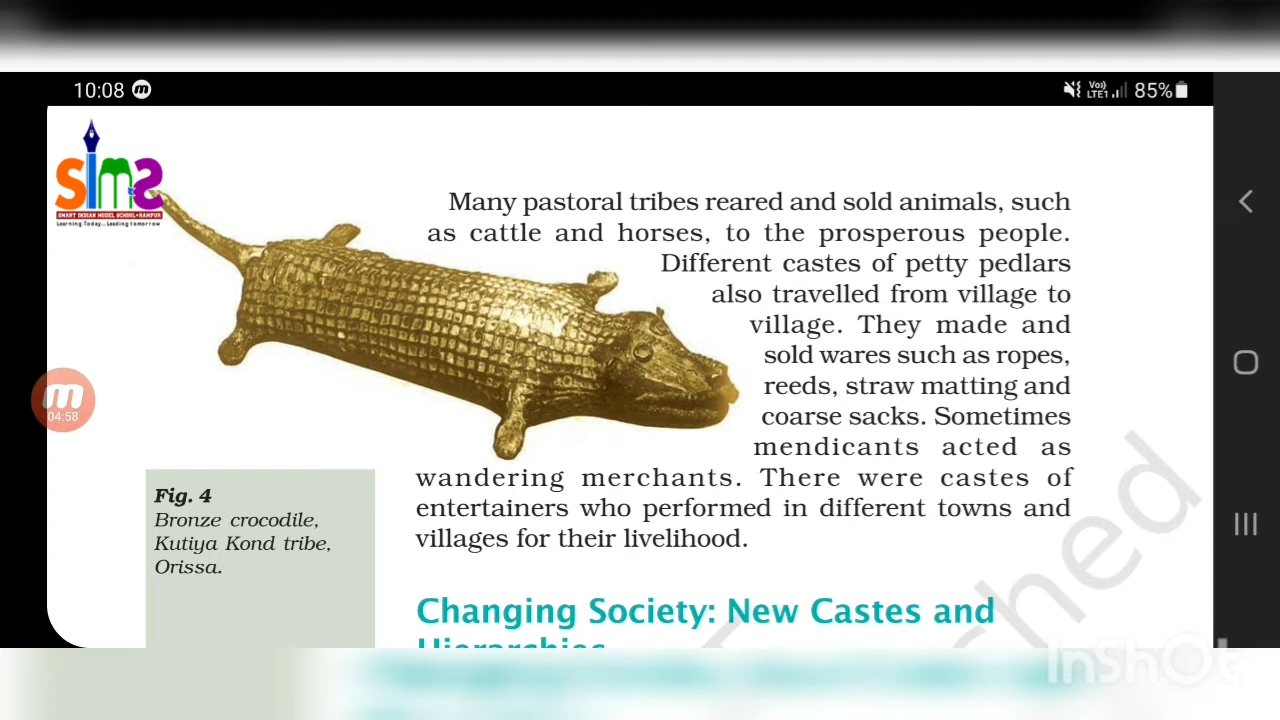 10:08
Vo))
LTE1
85%
SIMS
SMART INDIAN MODEL SCHOOL•RAMPUR
Learning Today... Leading tomorrow
Many pastoral tribes reared and sold animals, such
as cattle and horses, to the prosperous people.
Different castes of petty pedlars
also travelled from village to
village. They made and
sold wares such as ropes,
reeds, straw matting and
coarse sacks. Sometimes
mendicants acted as
wandering merchants. There were castes of
entertainers who performed in different towns and
villages for their livelihood.
04:58
Fig. 4
Bronze crocodile,
Kutiya Kond tribe,
Orissa.
Changing Society: New Castes and
Hierarchies
InShOt